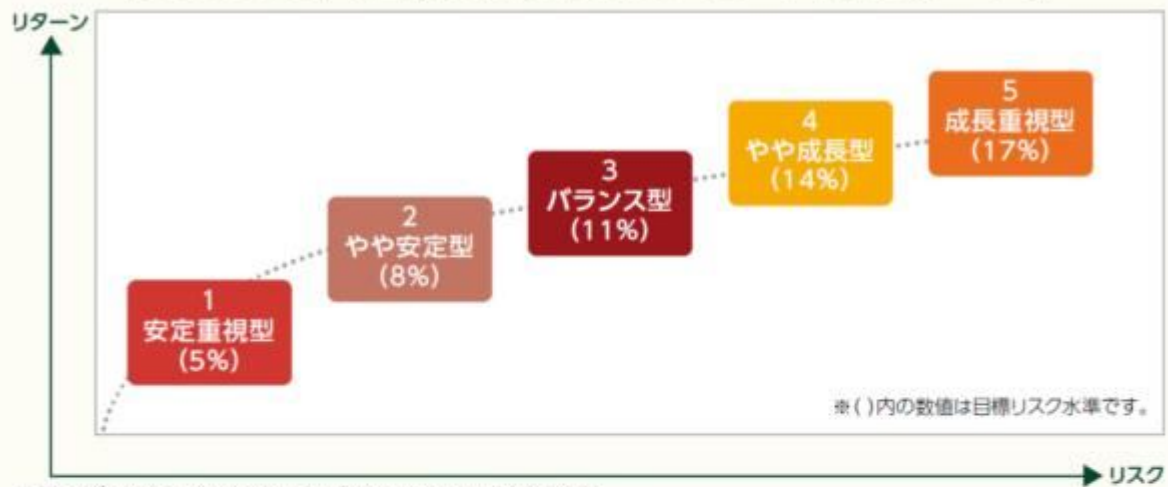 リターン
5
成長重視型
(17%)
4
やや成長型
(14%)
3
バランス型
(11%)
2
やや安定型
(8%)
1
安定重視型
(5%)
※( )内の数値は目標リスク水準です。
リスク